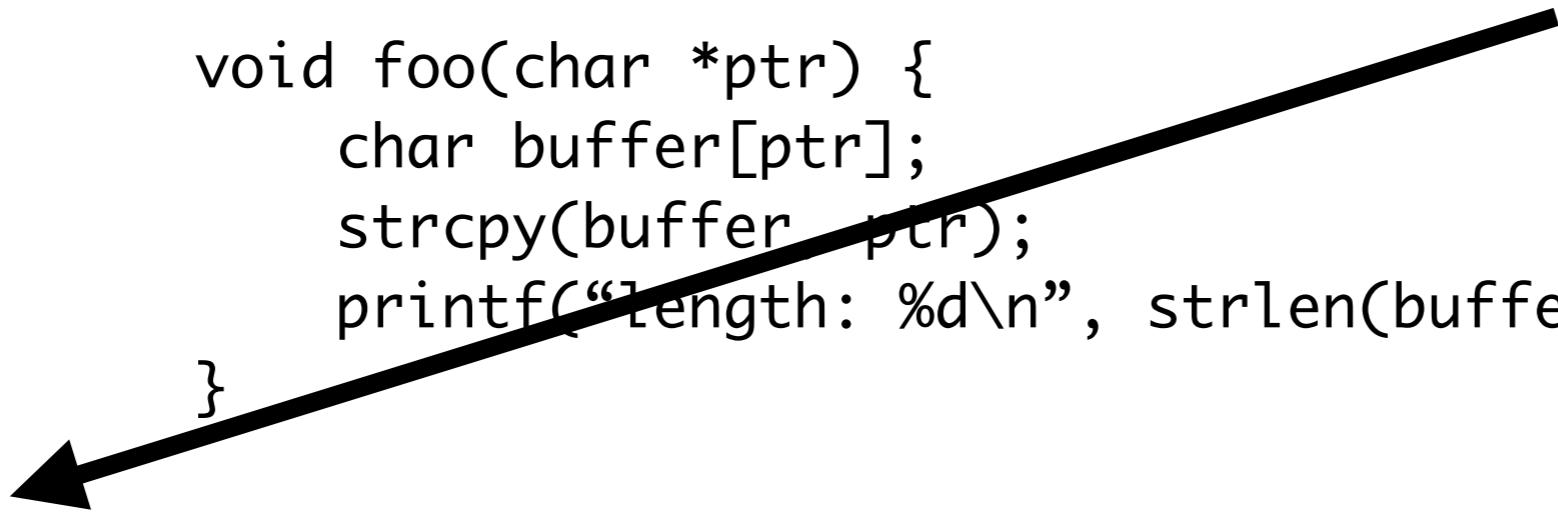 void foo(char *ptr) {
char buffer[ptr];
strcpy(buffer, ptr);
printf(“length: %d\n”, strlen(buffe
}